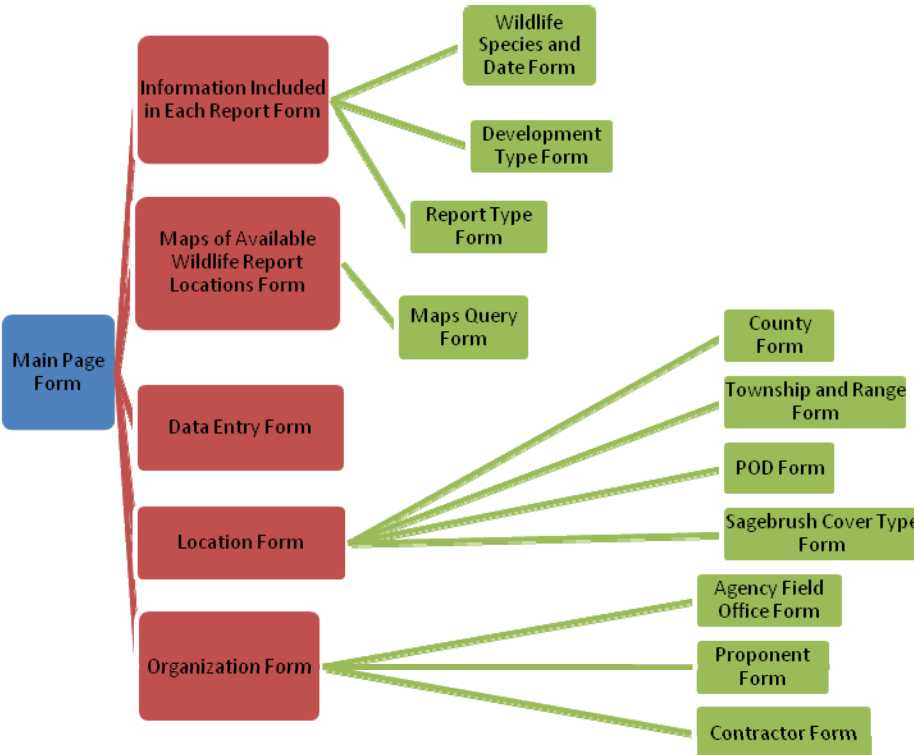 Wildlife
Species and
Date Form
Information Included
in Each Report Form
Development
Type Form
Report Type
Form
Maps of Available
Wildlife Report
Locations Form
Maps Query
Form
Main Page
Form
County
Form
Township and Range
Form
Data Entry Form
POD Form
Location Form
Sagebrush Cover Type
Form
Agency Field
Office Form
Organization Form
Proponent
Form
Contractor Form